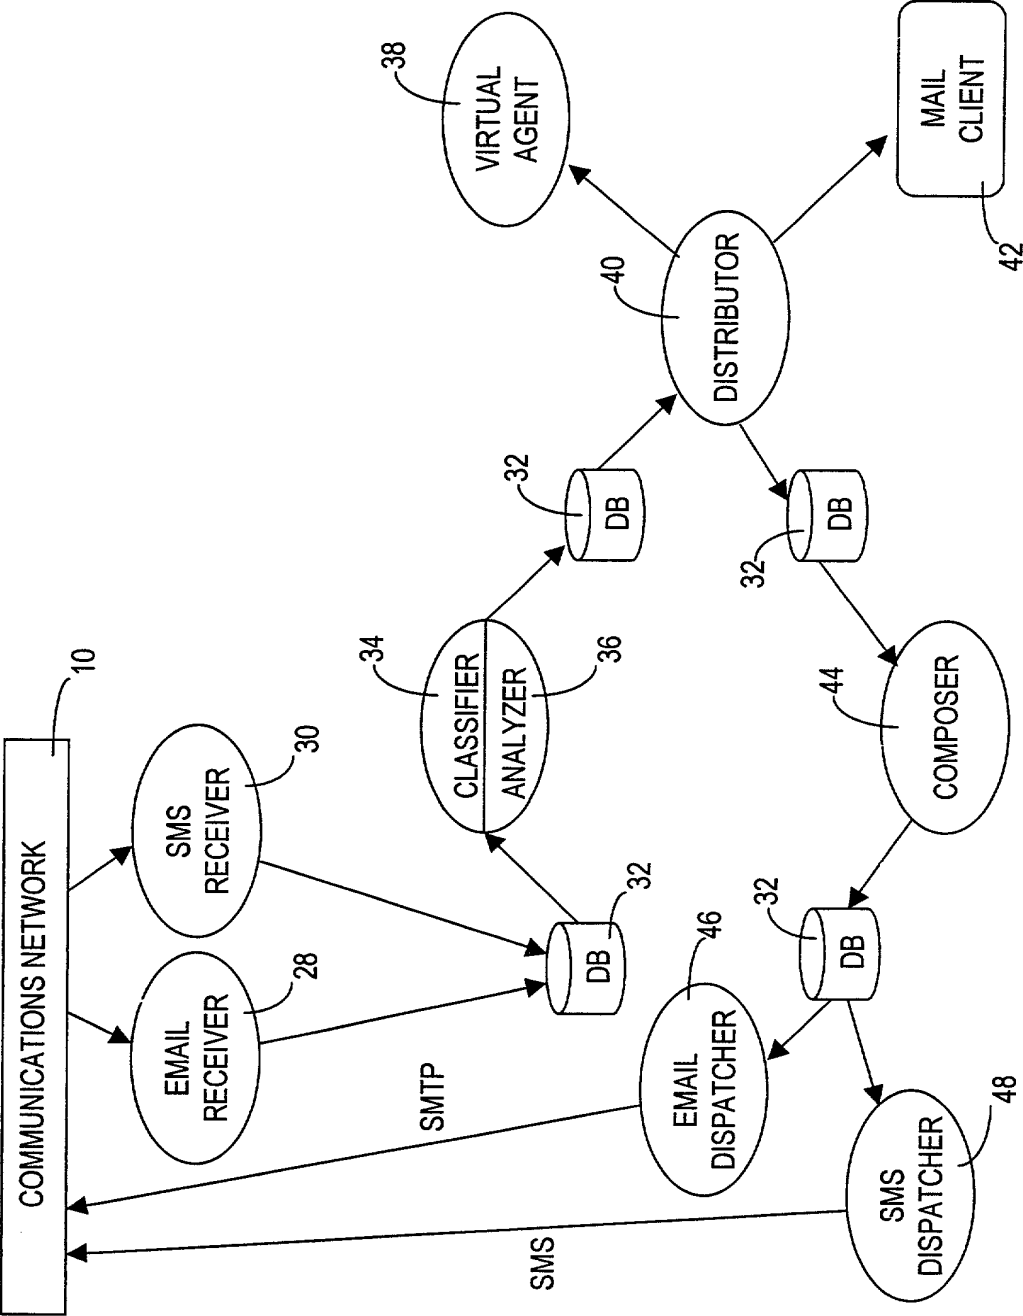 COMMUNICATIONS NETWORK
10
EMAIL
RECEIVER
28
SMS
RECEIVER
30
DB
32
CLASSIFIER
34
ANALYZER
36
DB
32
VIRTUAL
AGENT
38
DISTRIBUTOR
40
MAIL
CLIENT
42
DB
32
COMPOSER
44
DB
32
EMAIL
DISPATCHER
46
SMTP
SMS
DISPATCHER
48
SMS